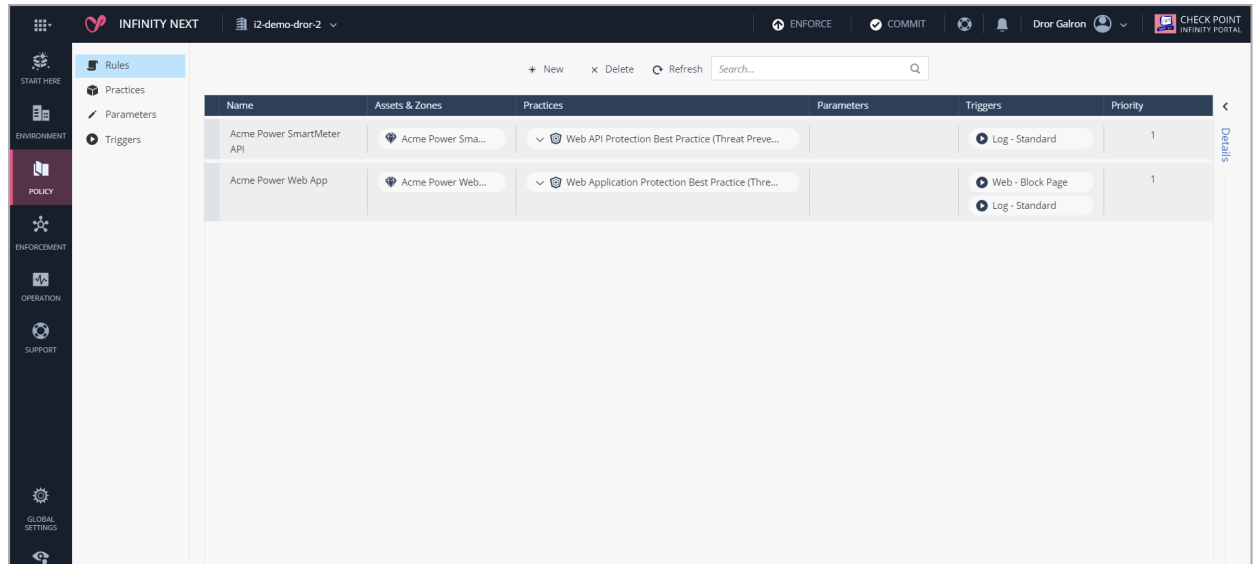 INFINITY NEXT
i2-demo-dror-2
ENFORCE
COMMIT
Dror Galron
CHECK POINT
INFINITY PORTAL
START HERE
ENVIRONMENT
POLICY
ENFORCEMENT
OPERATION
SUPPORT
GLOBAL
SETTINGS
Rules
Practices
Parameters
Triggers
New
Delete
Refresh
Search...
Name Assets & Zones Practices Parameters Triggers Priority
Acme Power SmartMeter
API
Acme Power Sma...
Web API Protection Best Practice (Threat Preve...
Log - Standard
1
Acme Power Web App
Acme Power Web...
Web Application Protection Best Practice (Thre...
Web - Block Page
Log - Standard
1
Details